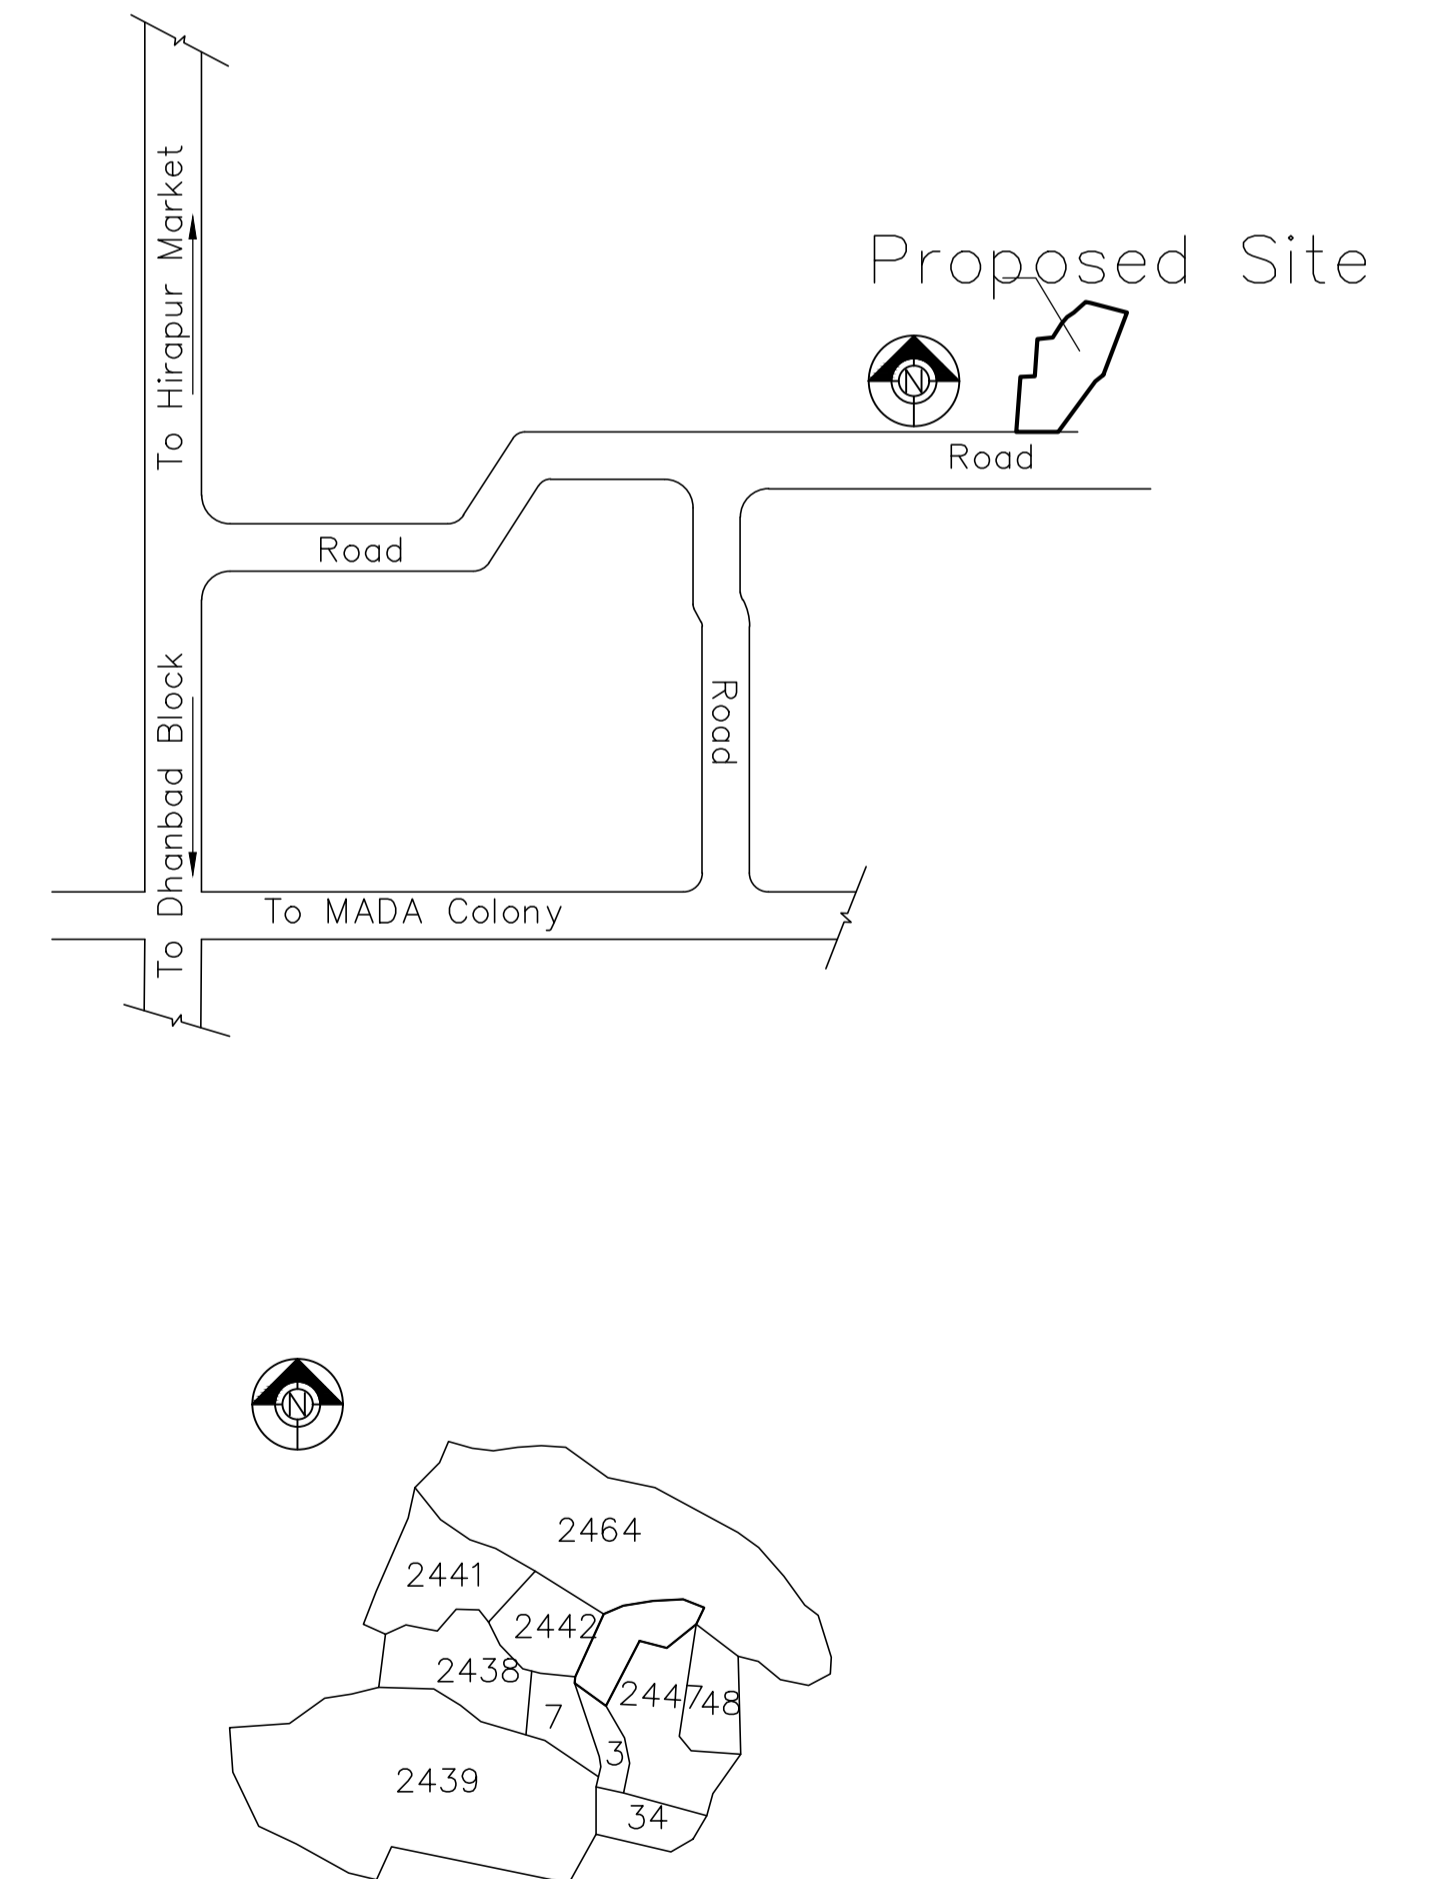 To Hirapur Market
Proposed Site
N
Road
Road
Road
To Dhanbad Block
To MADA Colony
N
2464
2441
2442
2438
2447
48
7
3
2439
34